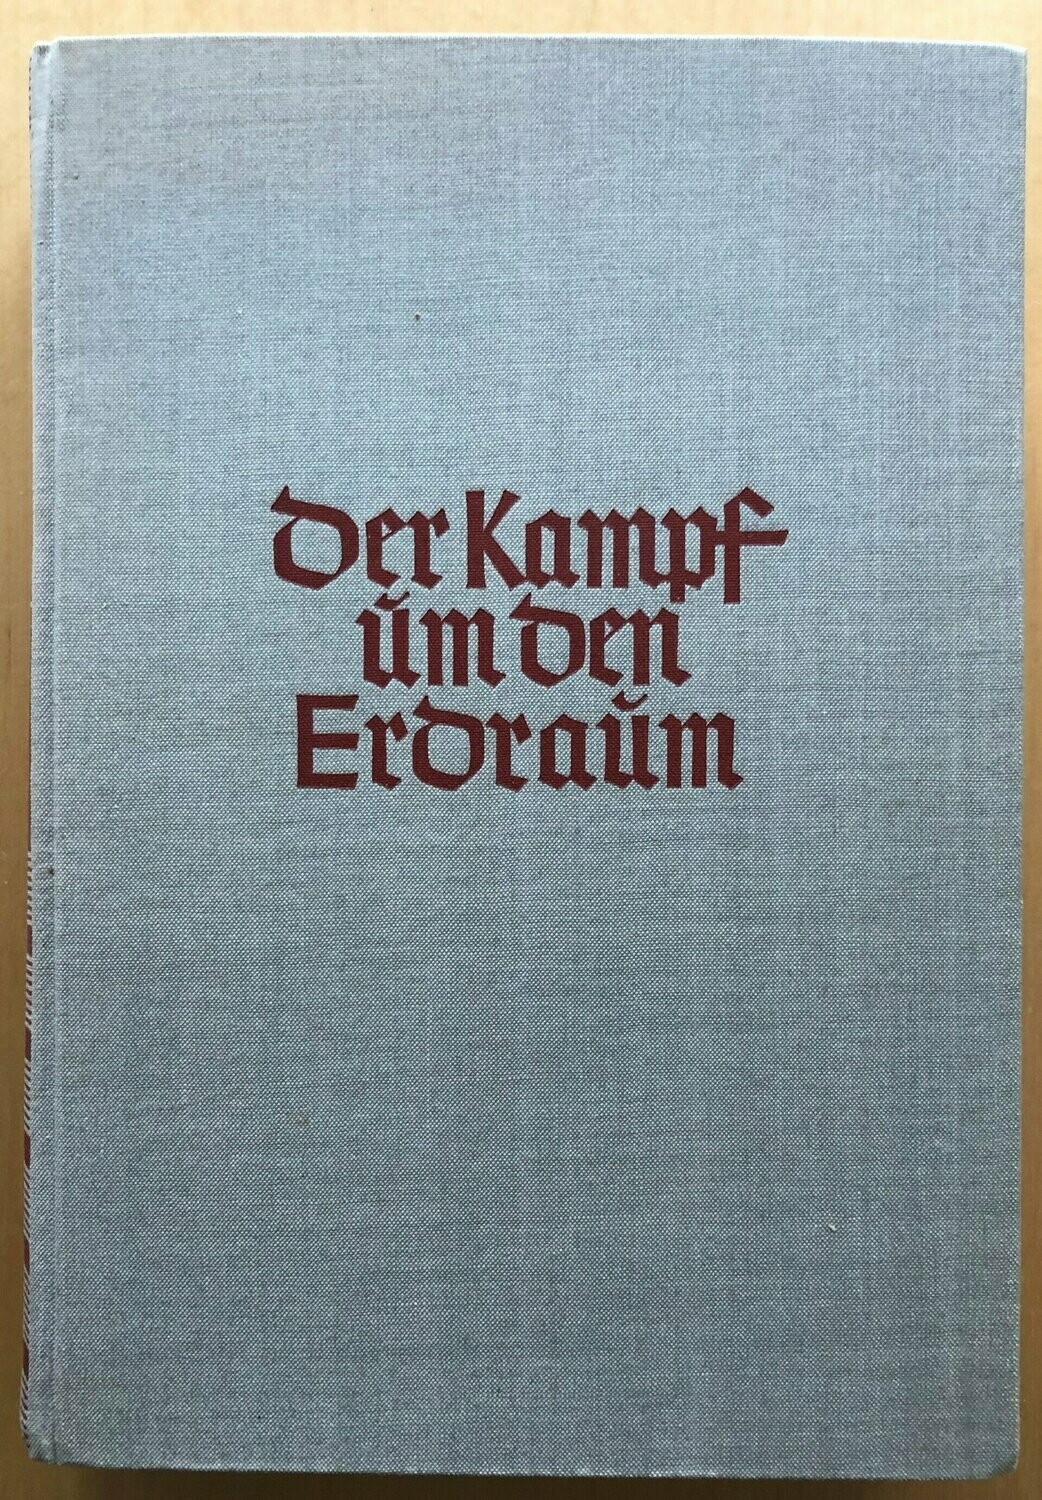 Der Kampf
um den
Erdraum